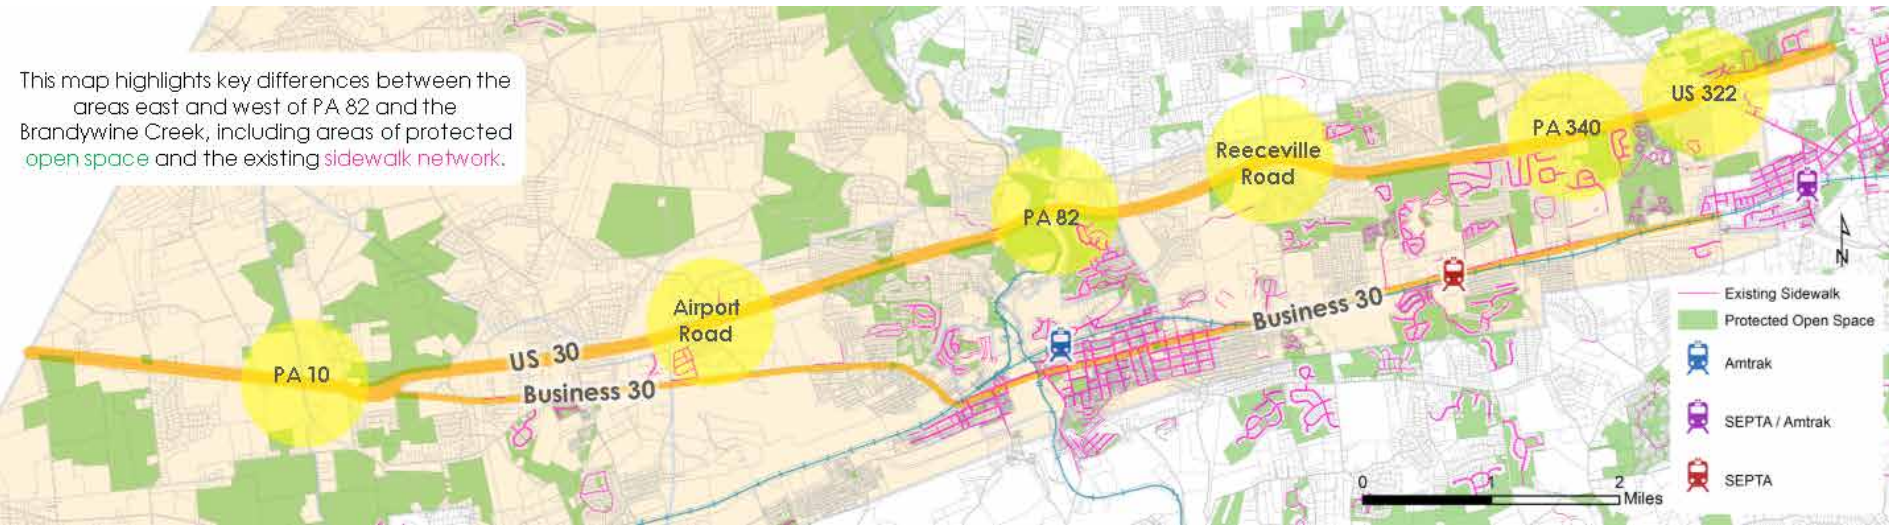 This map highlights key differences between the
areas east and west of PA 82 and the
Brandywine Creek, including areas of protected
open space and the existing sidewalk network.
US 322
PA 340
Reeceville
Road
PA 82
Airport
Road
PA 10
US 30
Business 30
Business 30
N
Existing Sidewalk
Protected Open Space
Amtrak
SEPTA / Amtrak
SEPTA
0 1 2
Miles